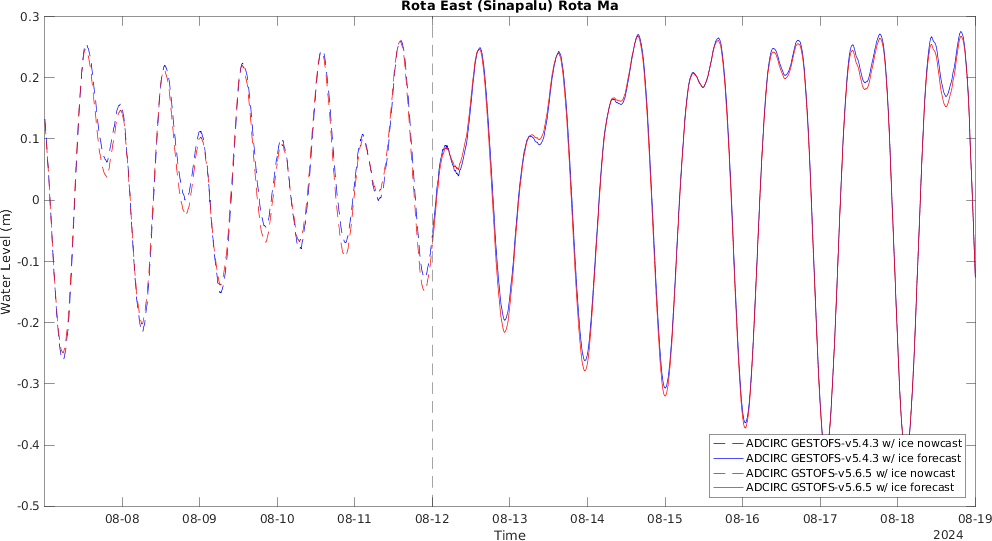 Rota East (Sinapalu) Rota Ma
0.3
0.2
0.1
0
-0.1
-0.2
-0.3
-0.4
-0.5
Water Level (m)
08-08 08-09 08-10 08-11 08-12 08-13 08-14 08-15 08-16 08-17 08-18 08-19
Time
2024
ADCIRC GESTOFS-v5.4.3 w/ ice nowcast
ADCIRC GESTOFS-v5.4.3 w/ ice forecast
ADCIRC GSTOFS-v5.6.5 w/ ice nowcast
ADCIRC GSTOFS-v5.6.5 w/ ice forecast